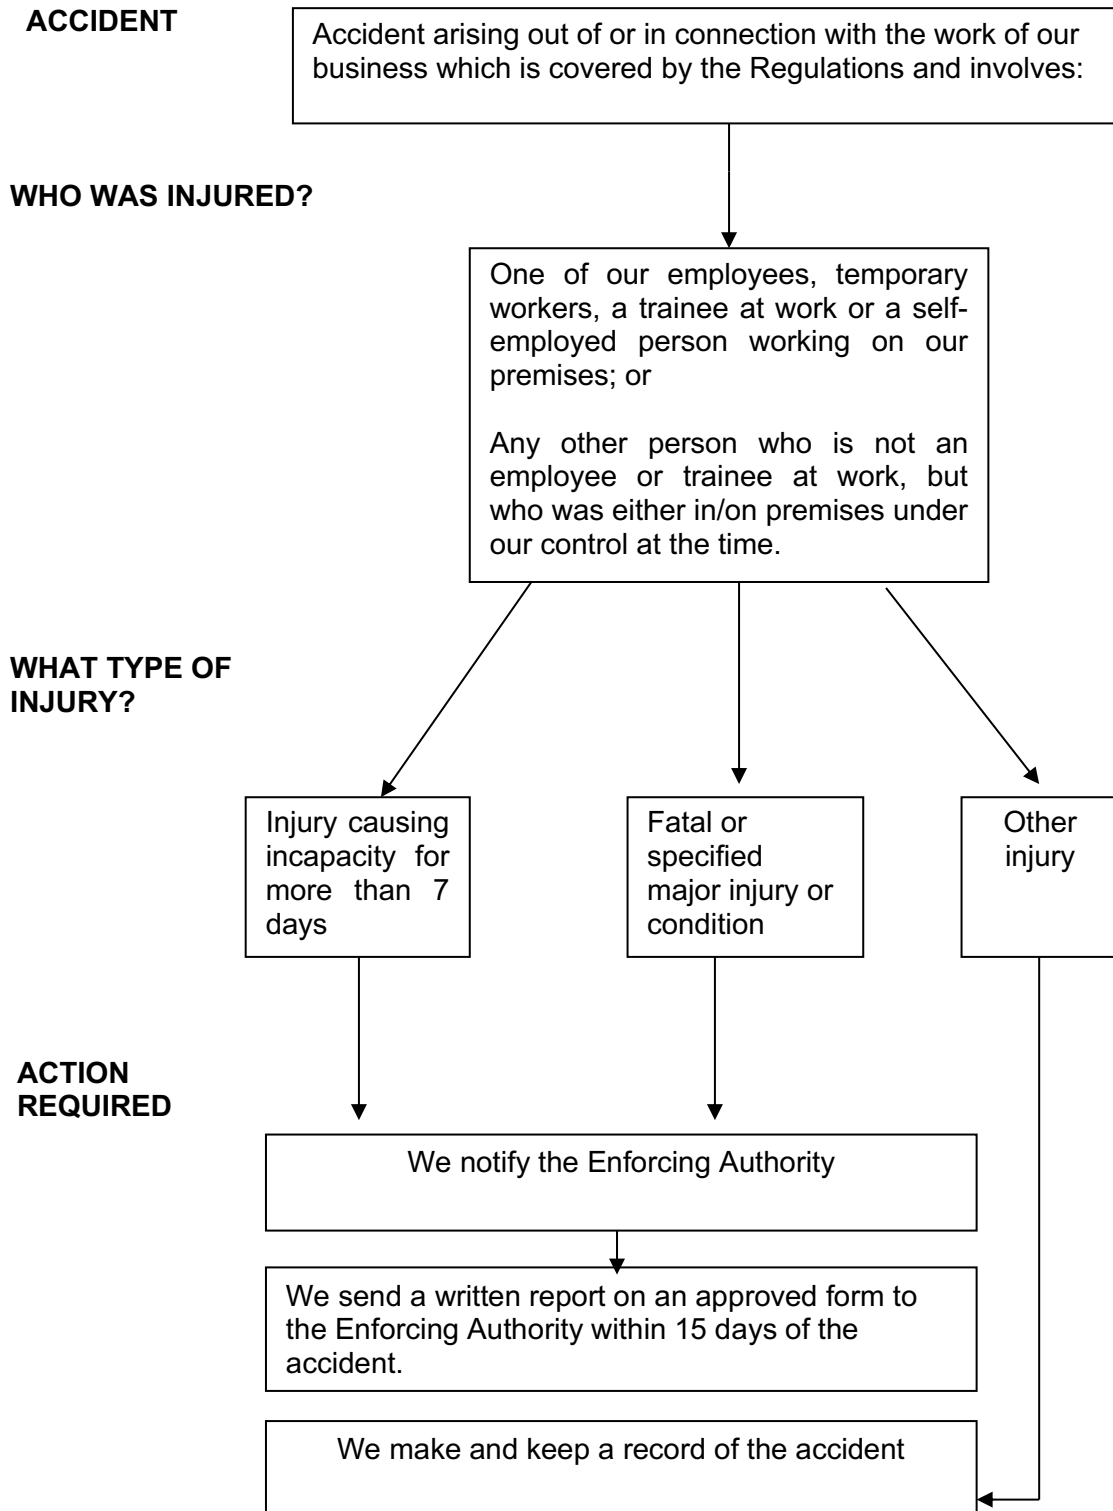 ACCIDENT
Accident arising out of or in connection with the work of our
business which is covered by the Regulations and involves:
WHO WAS INJURED?
One of our employees, temporary
workers, a trainee at work or a self-
employed person working on our
premises; or
Any other person who is not an
employee or trainee at work, but
who was either in/on premises under
our control at the time.
WHAT TYPE OF
INJURY?
Injury causing
incapacity for
more than 7
days
Fatal or
specified
major injury or
condition
Other
injury
ACTION
REQUIRED
We notify the Enforcing Authority
We send a written report on an approved form to
the Enforcing Authority within 15 days of the
accident.
We make and keep a record of the accident